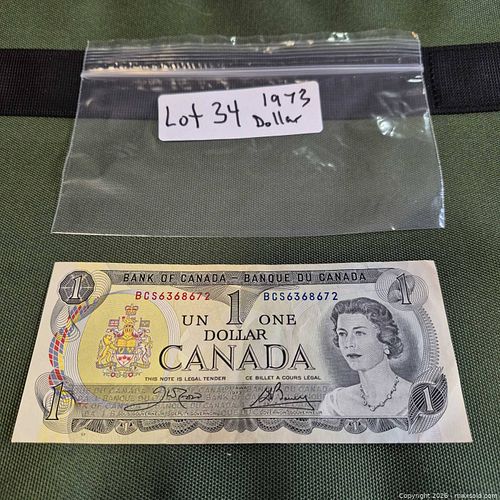 Lot 34 1973
Dollar
BANK OF CANADA – BANQUE DU CANADA
1 1
BCS6368672 BCS6368672
UN 1 ONE
DOLLAR
CANADA
THIS NOTE IS LEGAL TENDER CE BILLET A COURS LÉGAL
1 1
Copyright 2026 - maxsold.com